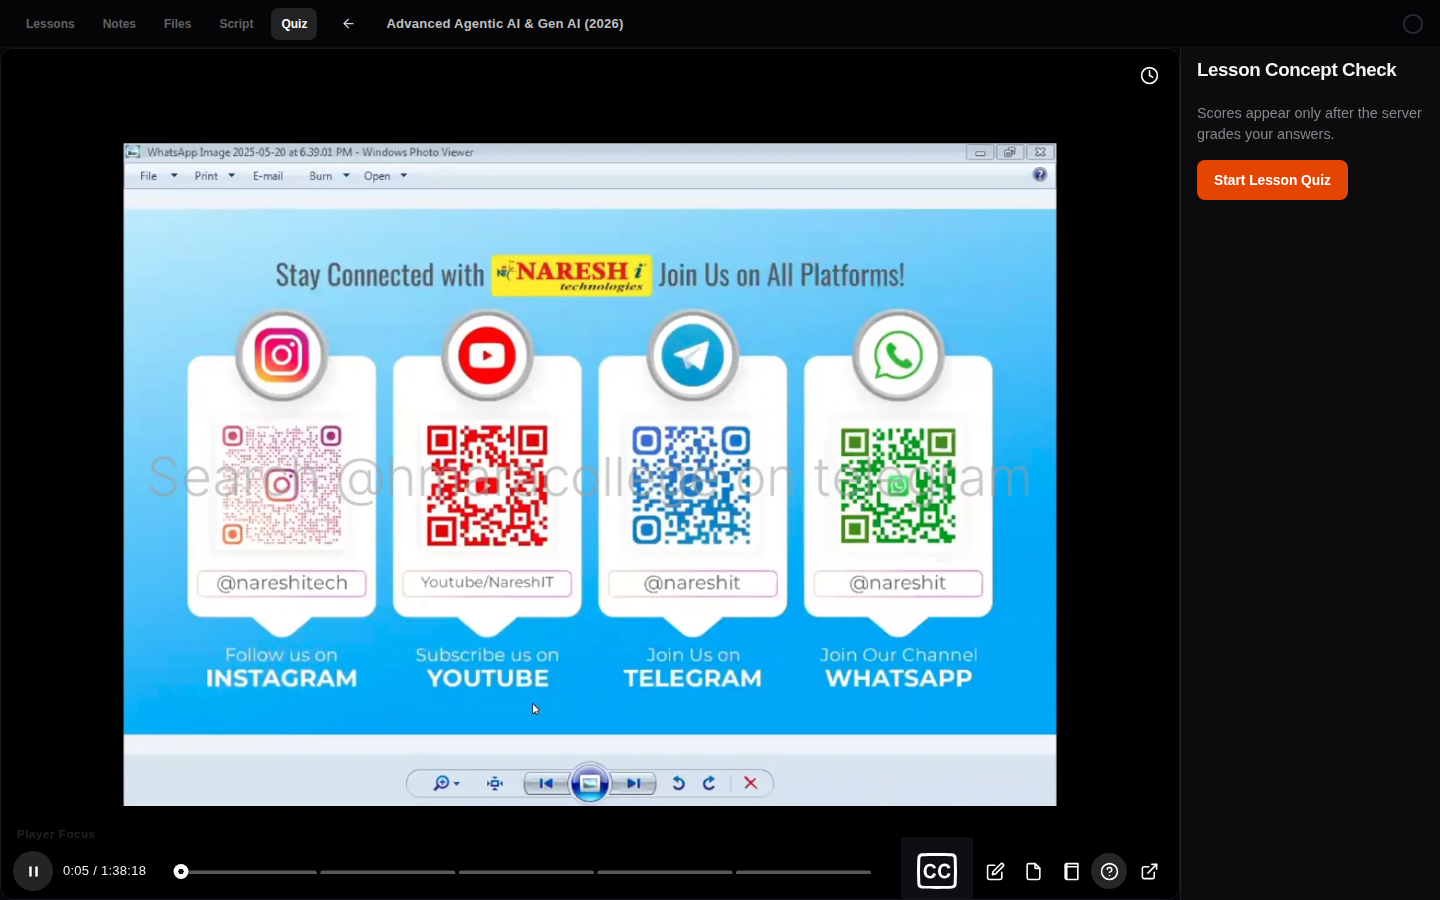 Lessons Notes Files Script Quiz Advanced Agentic AI & Gen AI (2026)
Lesson Concept Check
Scores appear only after the server
grades your answers.
Start Lesson Quiz
WhatsApp Image 2025-05-20 at 6.39.01 PM - Windows Photo Viewer
File Print E-mail Burn Open
Stay Connected with NARESH i technologies Join Us on All Platforms!
Search @hmaracollege on telegram
@nareshitech Youtube/NareshIT @nareshit @nareshit
Follow us on Subscribe us on Join Us on Join Our Channel
INSTAGRAM YOUTUBE TELEGRAM WHATSAPP
Player Focus
0:05 / 1:38:18
CC